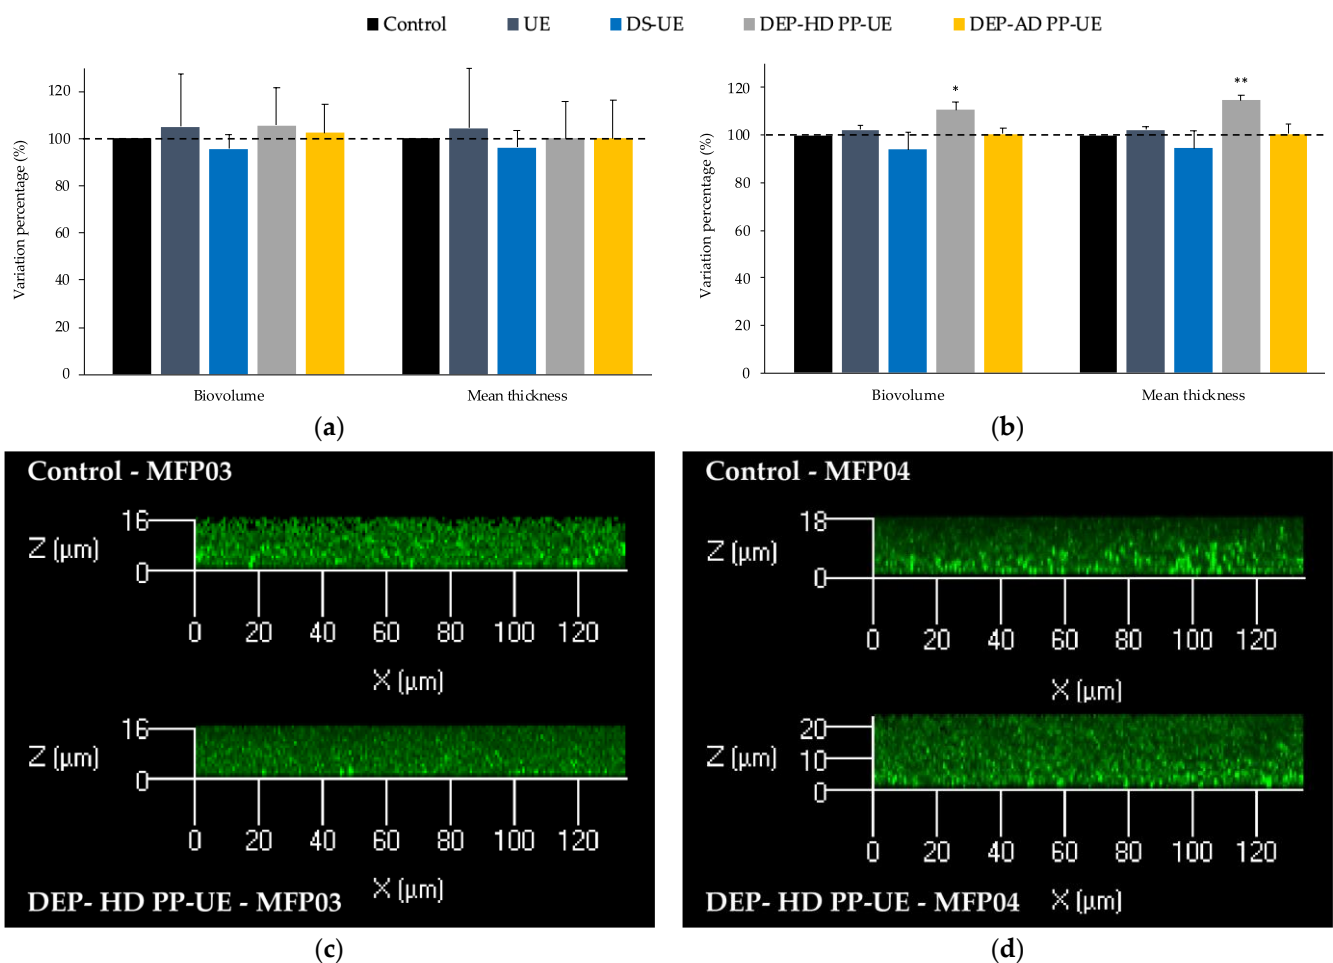 Control UE DS-UE DEP-HD PP-UE DEP-AD PP-UE
Variation percentage (%)
120
100
80
60
40
20
0
Biovolume Mean thickness
(a)
Variation percentage (%)
120
100
80
60
40
20
0
* **
Biovolume Mean thickness
(b)
Control - MFP03
16
Z (µm)
0
0 20 40 60 80 100 120
X (µm)
16
Z (µm)
0
0 20 40 60 80 100 120
X (µm)
DEP- HD PP-UE - MFP03
(c)
Control - MFP04
18
Z (µm)
0
0 20 40 60 80 100 120
X (µm)
20
Z (µm) 10
0
0 20 40 60 80 100 120
DEP- HD PP-UE - MFP04 X (µm)
(d)